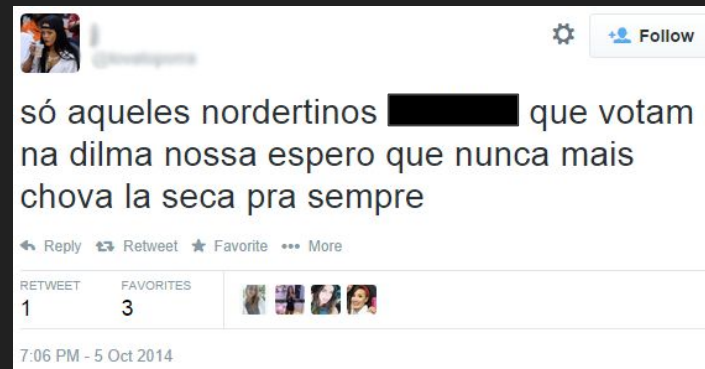 Follow
só aqueles nordertinos que votam
na dilma nossa espero que nunca mais
chova la seca pra sempre
Reply Retweet Favorite More
RETWEET FAVORITES
1 3
7:06 PM - 5 Oct 2014